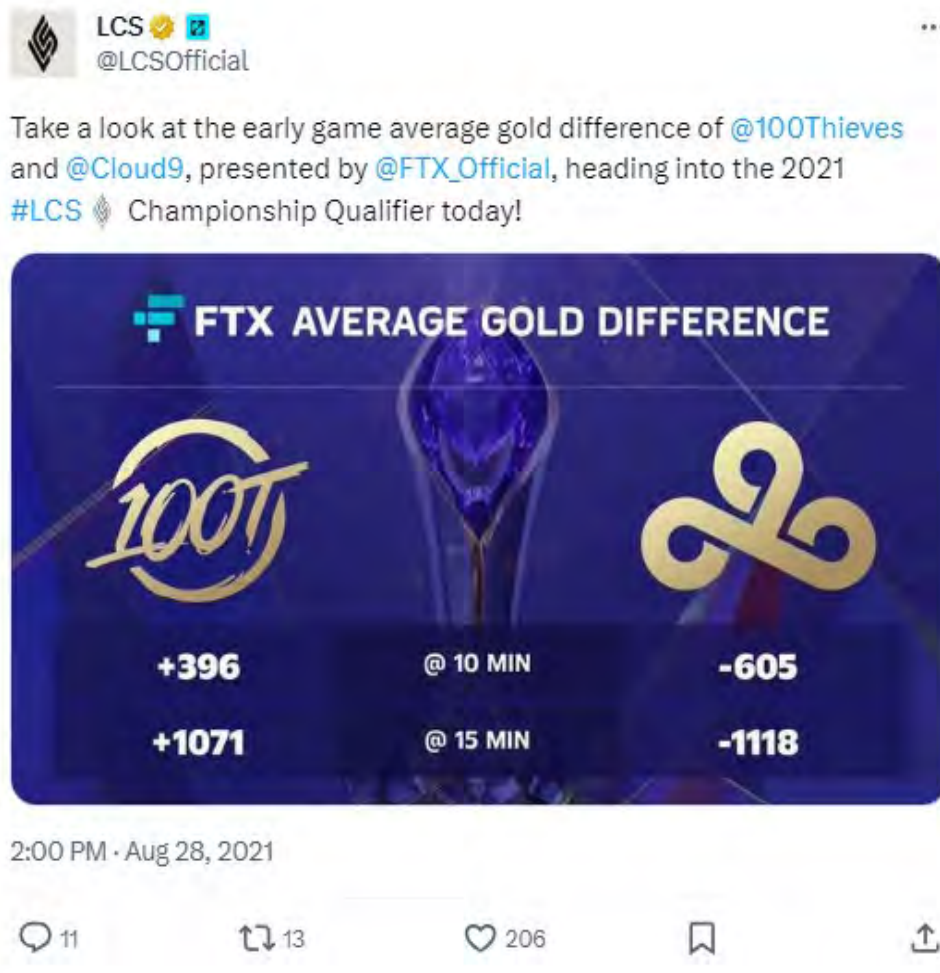 LCS
@LCSOfficial
Take a look at the early game average gold difference of @100Thieves
and @Cloud9, presented by @FTX_Official, heading into the 2021
#LCS Championship Qualifier today!
FTX AVERAGE GOLD DIFFERENCE
100T
+396 @ 10 MIN -605
+1071 @ 15 MIN -1118
2:00 PM · Aug 28, 2021
11 13 206